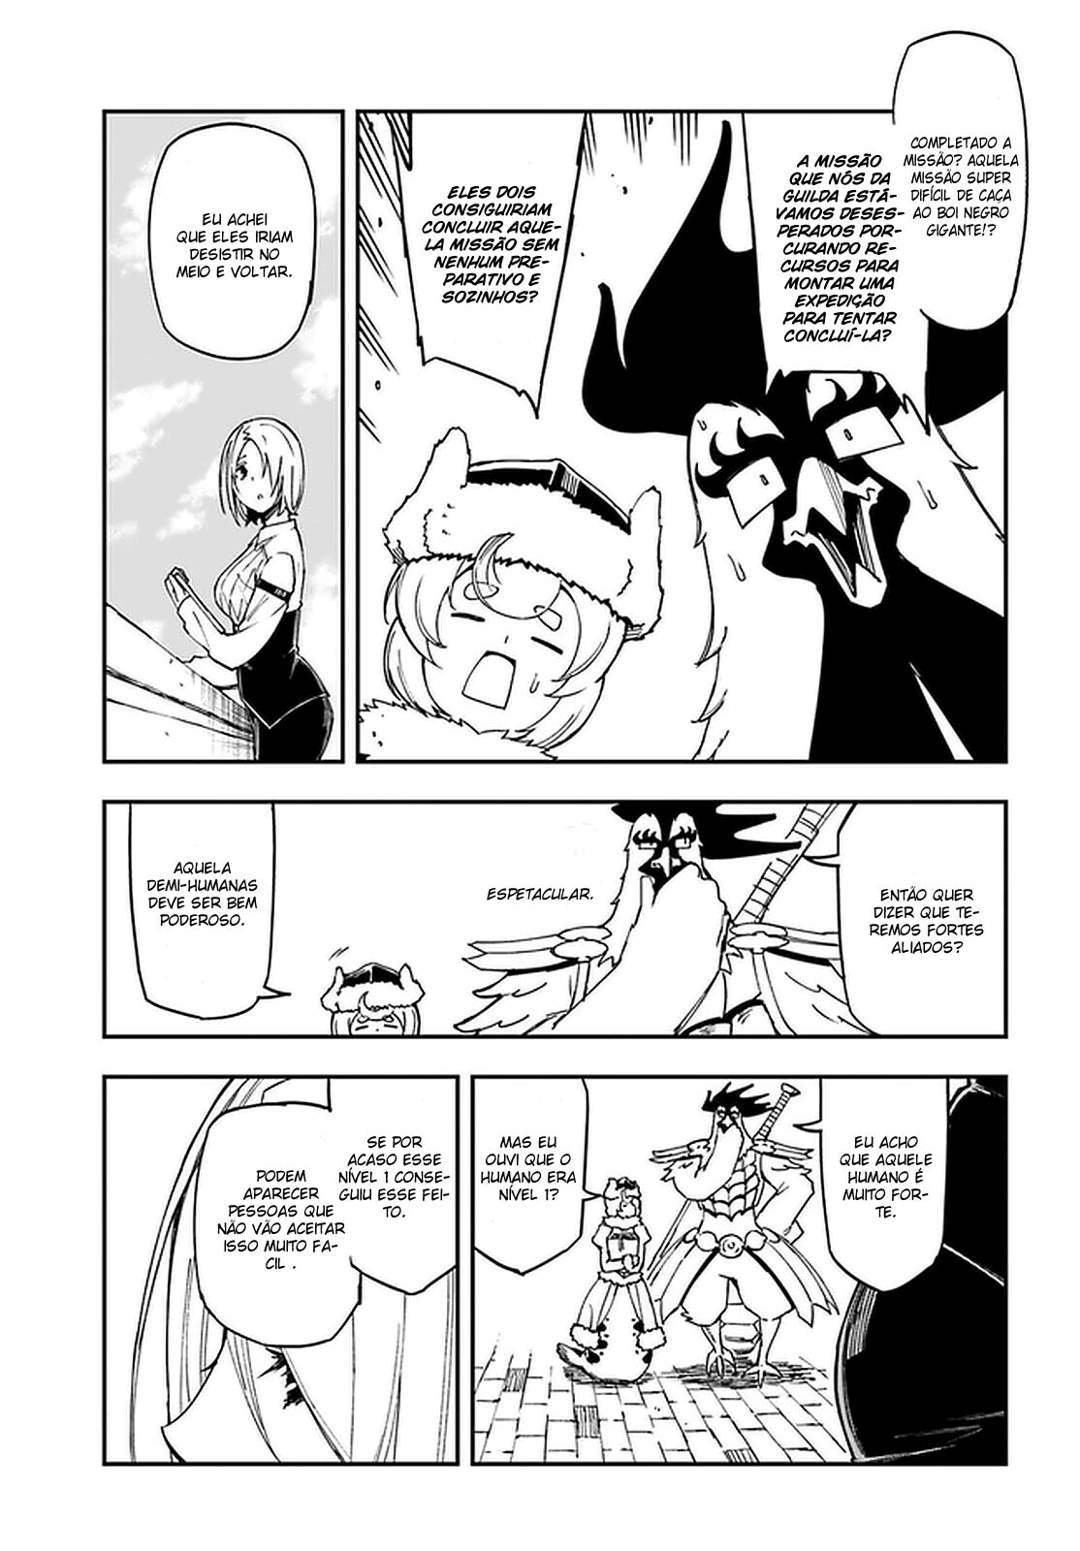 COMPLETADO A
MISSÃO? AQUELA
MISSÃO SUPER
DIFÍCIL DE CAÇA
AO BOI NEGRO
GIGANTE!?
A MISSÃO
QUE NÓS DA
GUILDA ESTÁ-
VAMOS DESES-
PERADOS POR-
CURANDO RE-
CURSOS PARA
MONTAR UMA
EXPEDIÇÃO
PARA TENTAR
CONCLUÍ-LA?
ELES DOIS
CONSIGUIRIAM
CONCLUIR AQUE-
LA MISSÃO SEM
NENHUM PRE-
PARATIVO E
SOZINHOS?
EU ACHEI
QUE ELES IRIAM
DESISTIR NO
MEIO E VOLTAR.
ENTÃO QUER
DIZER QUE TE-
REMOS FORTES
ALIADOS?
ESPETACULAR.
AQUELA
DEMI-HUMANAS
DEVE SER BEM
PODEROSO.
EU ACHO
QUE AQUELE
HUMANO É
MUITO FOR-
TE.
MAS EU
OUVI QUE O
HUMANO ERA
NÍVEL 1?
SE POR
ACASO ESSE
NÍVEL 1 CONSE-
GUIU ESSE FEI-
TO.
PODEM
APARECER
PESSOAS QUE
NÃO VÃO ACEITAR
ISSO MUITO FA-
CIL .